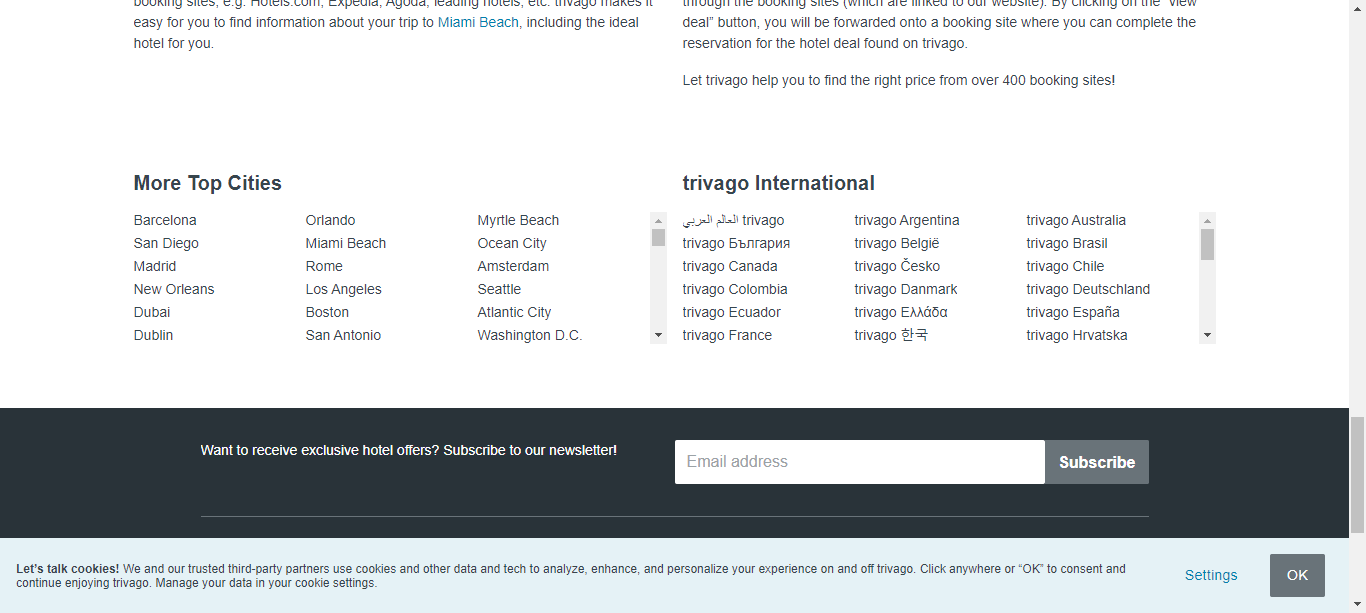 booking sites, e.g. Hotels.com, Expedia, Agoda, leading hotels, etc. trivago makes it
easy for you to find information about your trip to Miami Beach, including the ideal
hotel for you.
through the booking sites (which are linked to our website). By clicking on the “view
deal” button, you will be forwarded onto a booking site where you can complete the
reservation for the hotel deal found on trivago.
Let trivago help you to find the right price from over 400 booking sites!
More Top Cities
Barcelona Orlando Myrtle Beach
San Diego Miami Beach Ocean City
Madrid Rome Amsterdam
New Orleans Los Angeles Seattle
Dubai Boston Atlantic City
Dublin San Antonio Washington D.C.
trivago International
trivago العالم العربي trivago Argentina trivago Australia
trivago България trivago België trivago Brasil
trivago Canada trivago Česko trivago Chile
trivago Colombia trivago Danmark trivago Deutschland
trivago Ecuador trivago Ελλάδα trivago España
trivago France trivago 한국 trivago Hrvatska
Want to receive exclusive hotel offers? Subscribe to our newsletter!
Email address Subscribe
Let’s talk cookies! We and our trusted third-party partners use cookies and other data and tech to analyze, enhance, and personalize your experience on and off trivago. Click anywhere or “OK” to consent and
continue enjoying trivago. Manage your data in your cookie settings.
Settings OK